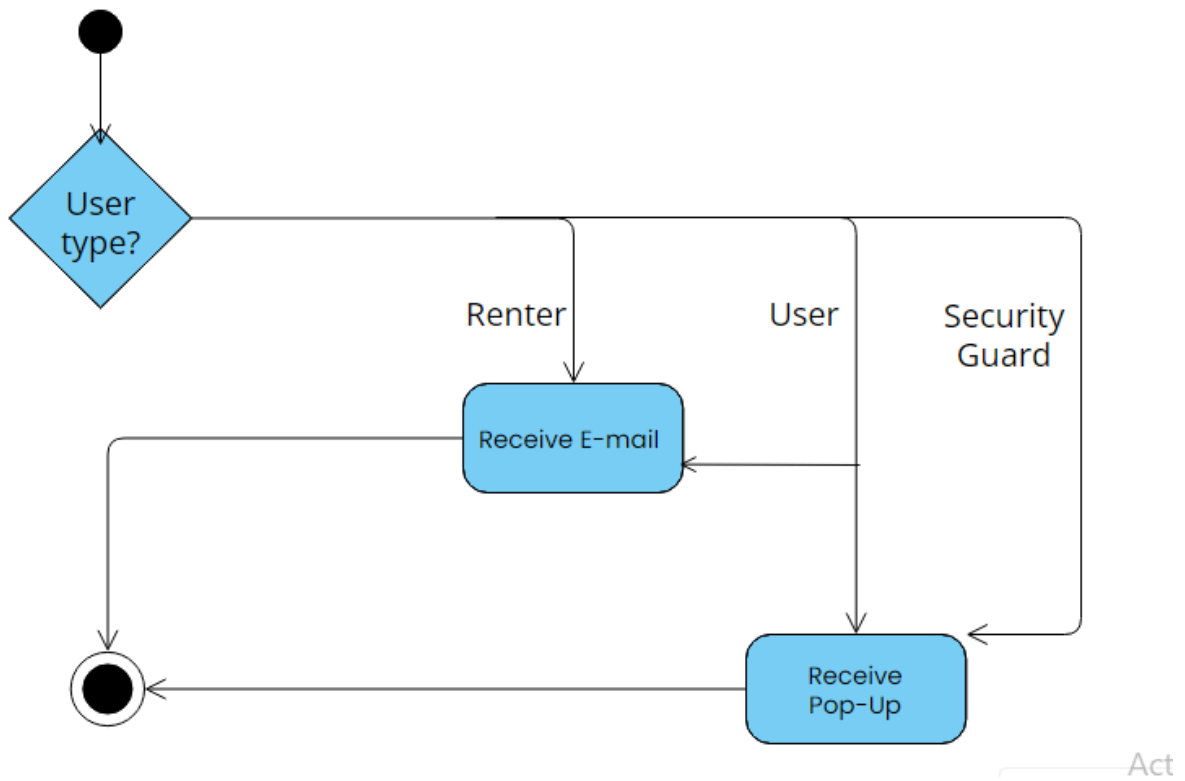 User
type?
Renter
User
Security
Guard
Receive E-mail
Receive
Pop-Up
Act